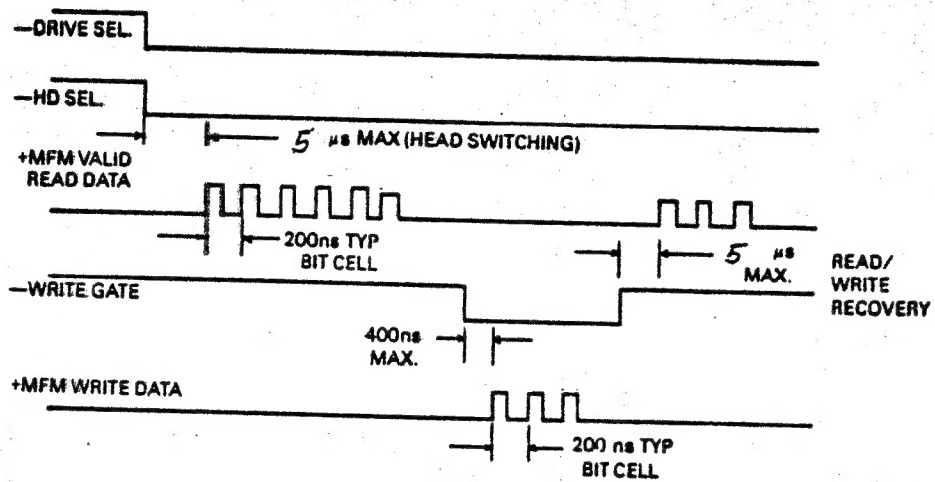 —DRIVE SEL.
—HD SEL.
5 µs MAX (HEAD SWITCHING)
+MFM VALID
READ DATA
200ns TYP
BIT CELL
5 µs
MAX.
READ/
WRITE
RECOVERY
—WRITE GATE
400ns
MAX.
+MFM WRITE DATA
200 ns TYP
BIT CELL